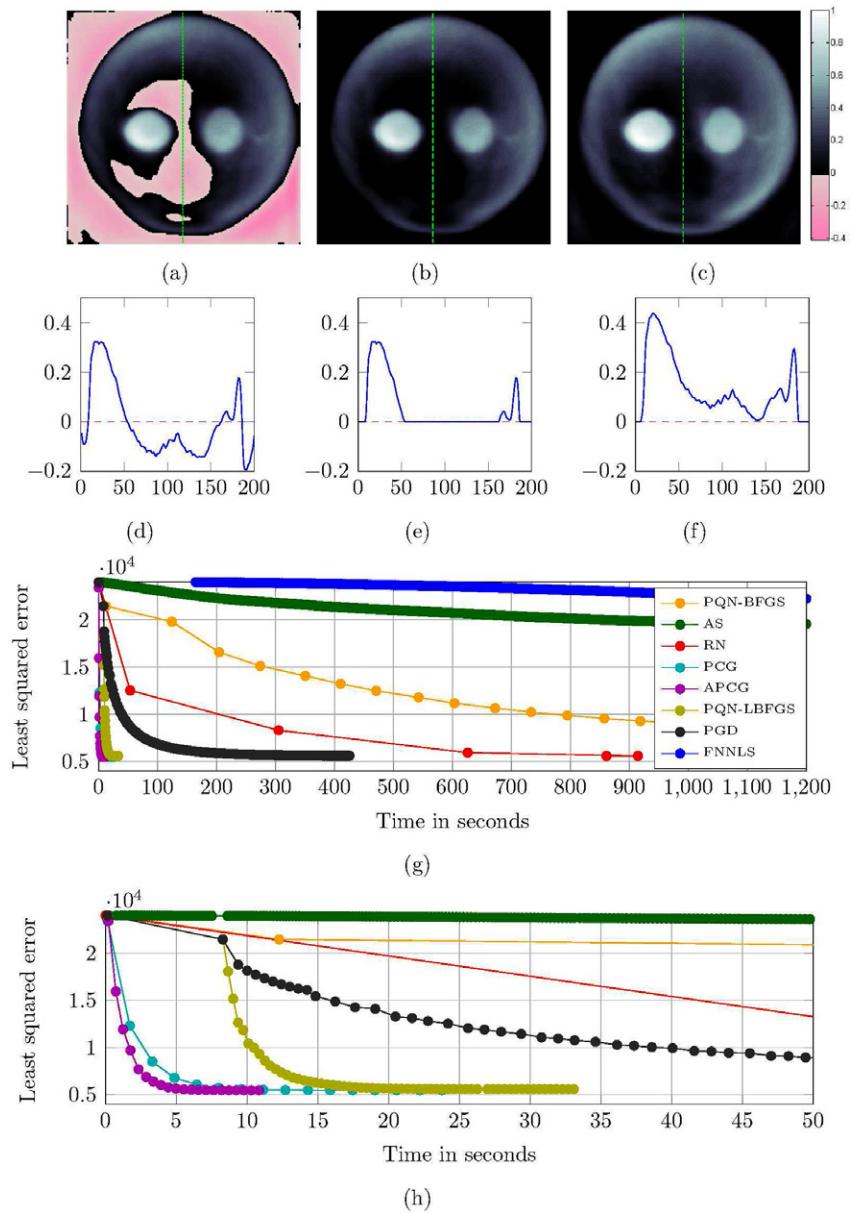 1
0.8
0.6
0.4
0.2
0
-0.2
-0.4
(a) (b) (c)
0.4 0.4 0.4
0.2 0.2 0.2
0 0 0
−0.2 −0.2 −0.2
0 50 100 150 200 0 50 100 150 200 0 50 100 150 200
(d) (e) (f)
·10⁴
Least squared error
2
1.5
1
0.5
PQN-BFGS
AS
RN
PCG
APCG
PQN-LBFGS
PGD
FNNLS
0 100 200 300 400 500 600 700 800 900 1,000 1,100 1,200
Time in seconds
(g)
·10⁴
Least squared error
2
1.5
1
0.5
0 5 10 15 20 25 30 35 40 45 50
Time in seconds
(h)